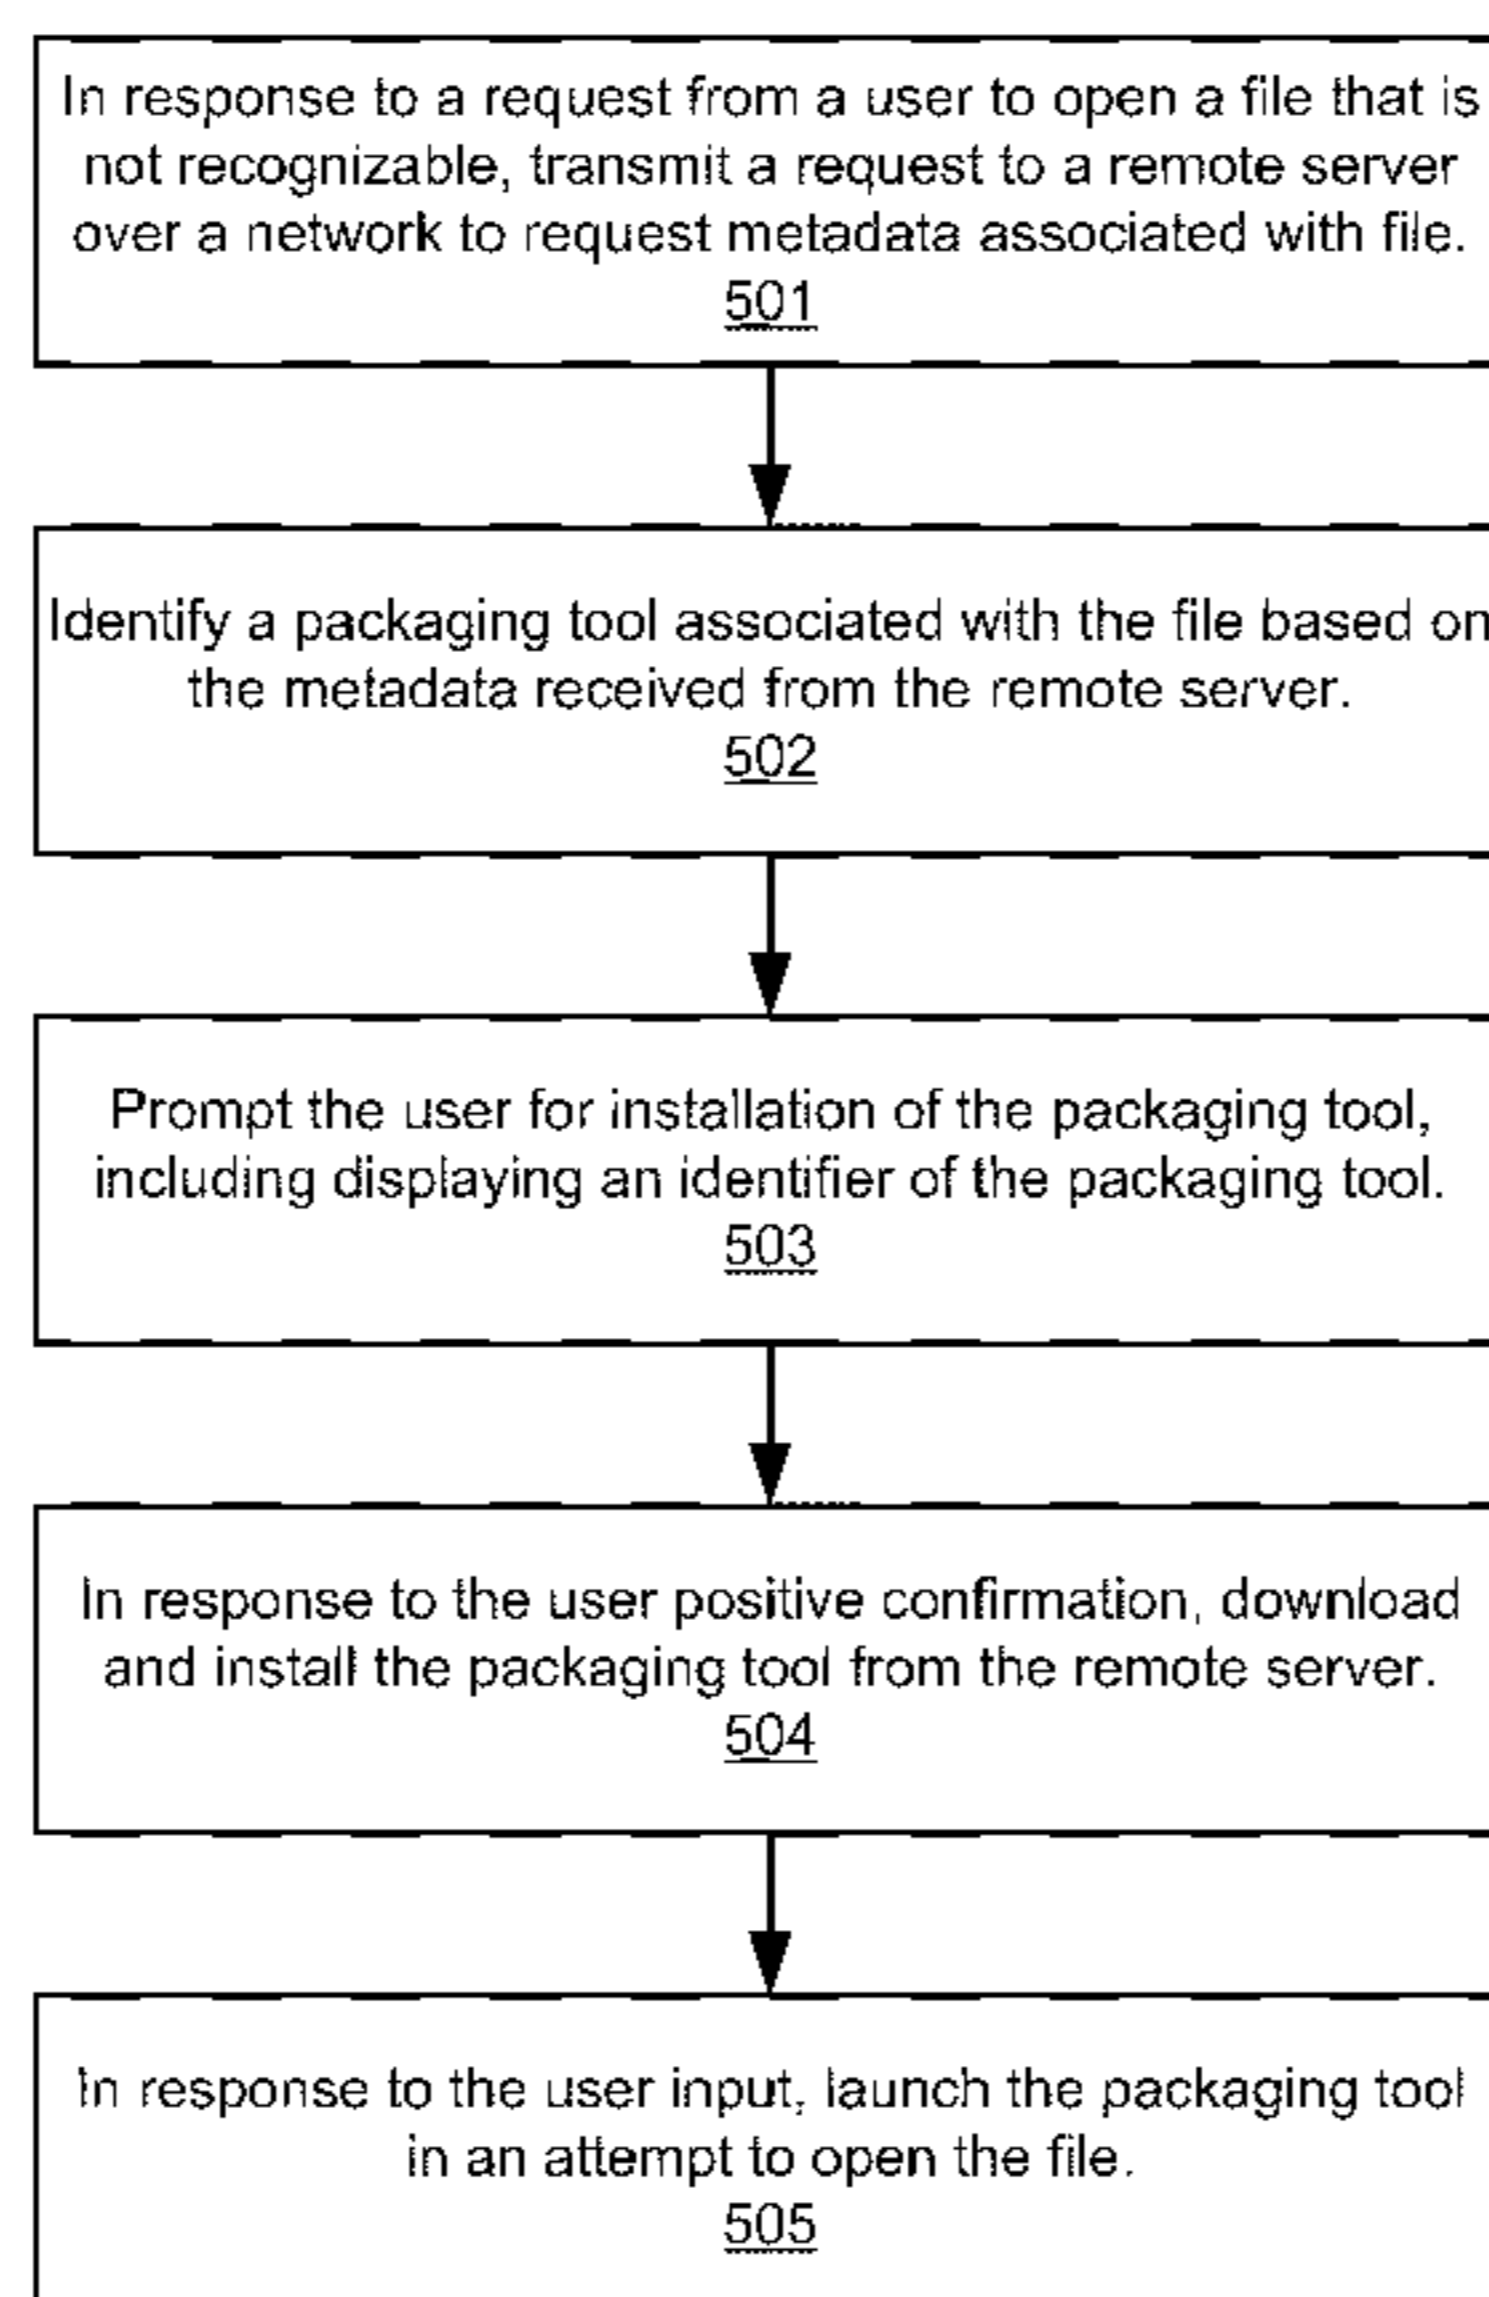 In response to a request from a user to open a file that is
not recognizable, transmit a request to a remote server
over a network to request metadata associated with file.
501
Identify a packaging tool associated with the file based on
the metadata received from the remote server.
502
Prompt the user for installation of the packaging tool,
including displaying an identifier of the packaging tool.
503
In response to the user positive confirmation, download
and install the packaging tool from the remote server.
504
In response to the user input, launch the packaging tool
in an attempt to open the file.
505